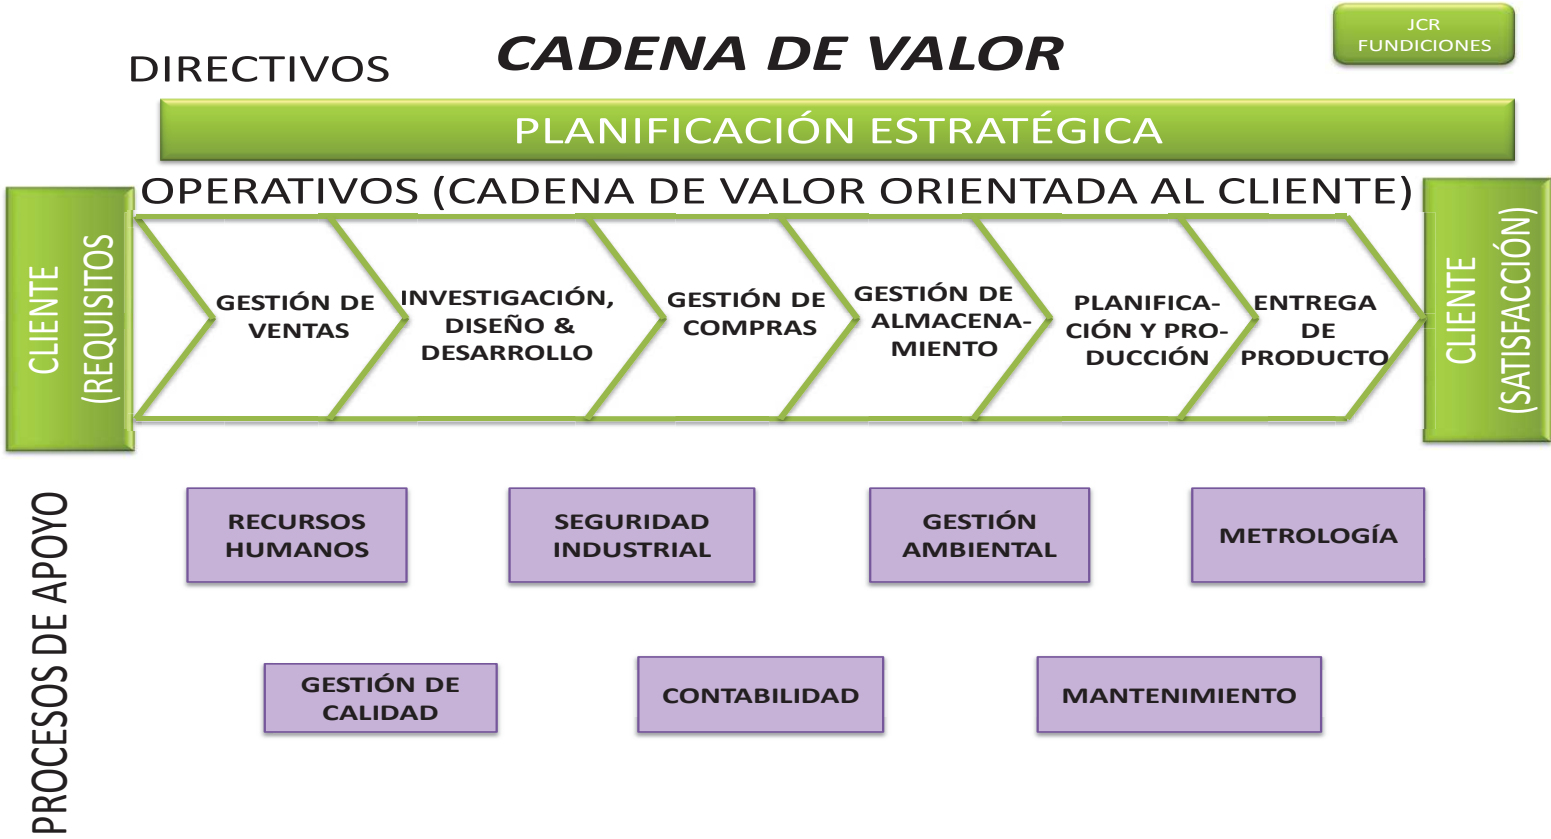 CADENA DE VALOR
JCR
FUNDICIONES
DIRECTIVOS
PLANIFICACIÓN ESTRATÉGICA
OPERATIVOS (CADENA DE VALOR ORIENTADA AL CLIENTE)
CLIENTE
(REQUISITOS
GESTIÓN DE
VENTAS
INVESTIGACIÓN,
DISEÑO &
DESARROLLO
GESTIÓN DE
COMPRAS
GESTIÓN DE
ALMACENA-
MIENTO
PLANIFICA-
CIÓN Y PRO-
DUCCIÓN
ENTREGA
DE
PRODUCTO
CLIENTE
(SATISFACCIÓN)
PROCESOS DE APOYO
RECURSOS
HUMANOS
SEGURIDAD
INDUSTRIAL
GESTIÓN
AMBIENTAL
METROLOGÍA
GESTIÓN DE
CALIDAD
CONTABILIDAD
MANTENIMIENTO